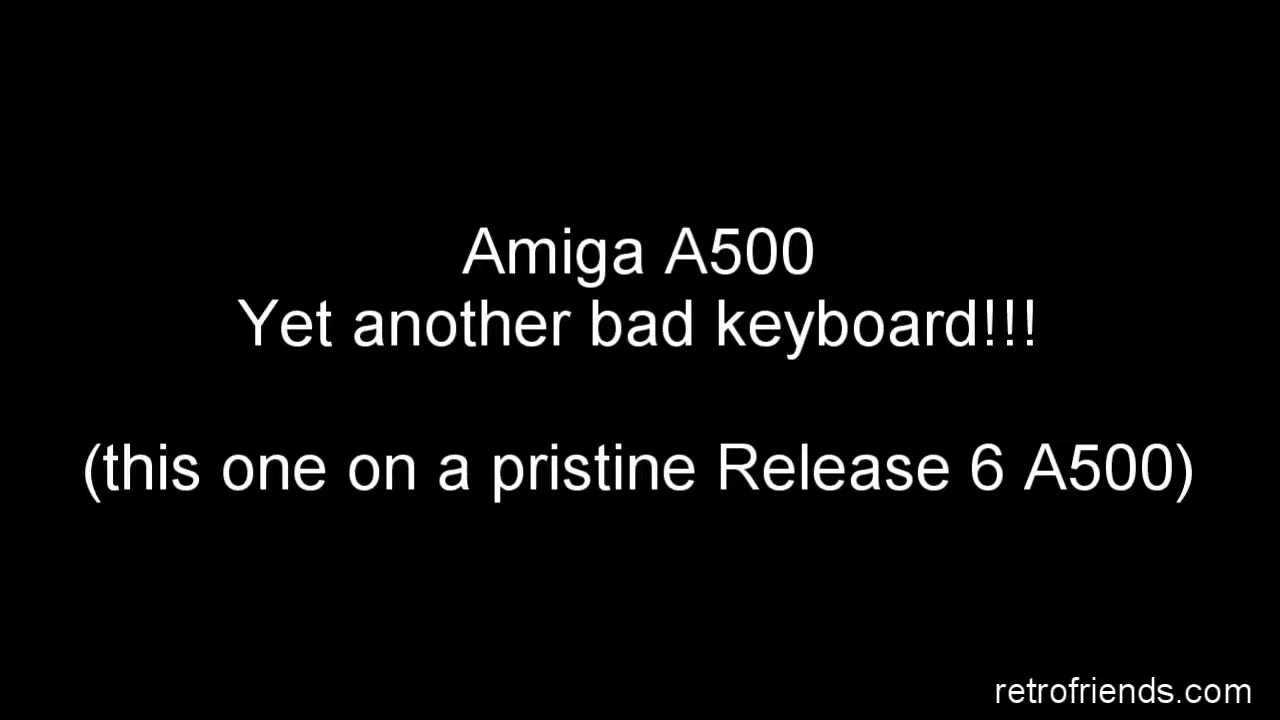 Amiga A500
Yet another bad keyboard!!!
(this one on a pristine Release 6 A500)
retrofriends.com